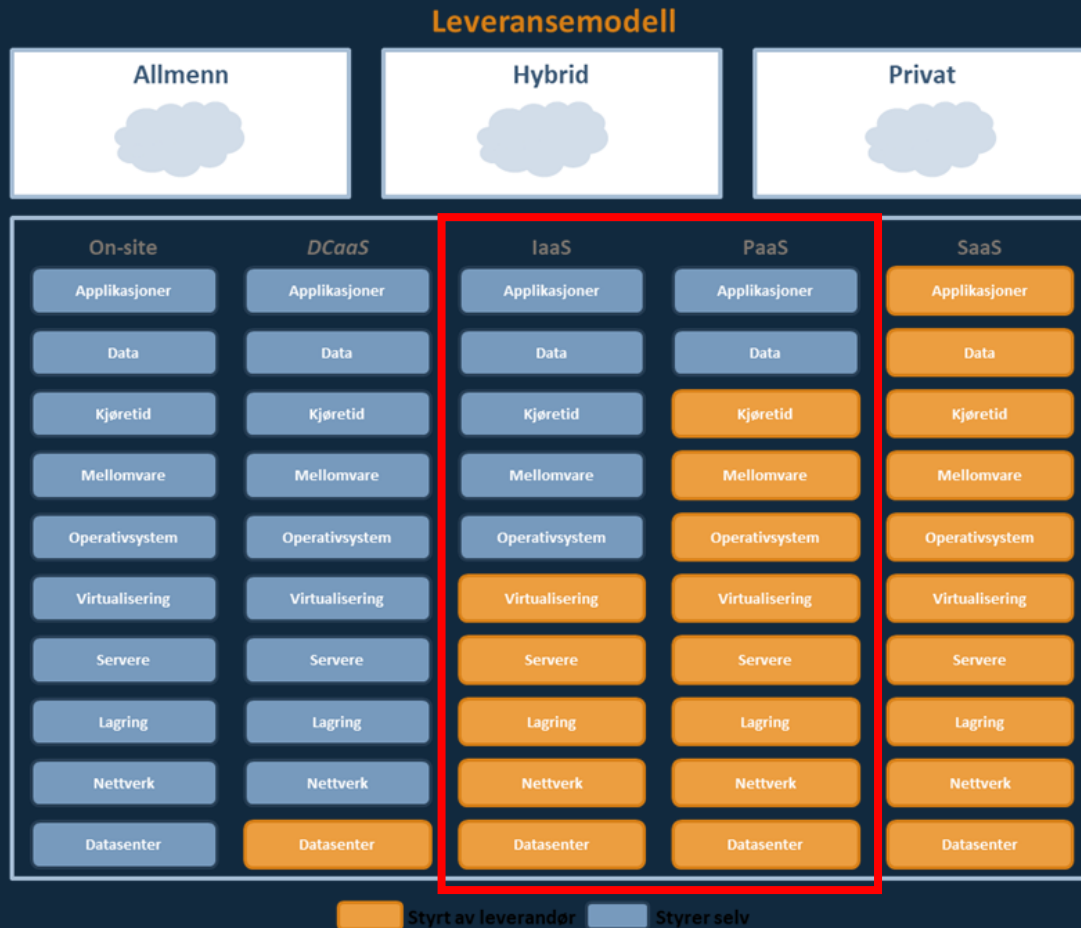 Leveransemodell
Allmenn Hybrid Privat
On-site DCaaS IaaS PaaS SaaS
Applikasjoner Applikasjoner Applikasjoner Applikasjoner Applikasjoner
Data Data Data Data Data
Kjøretid Kjøretid Kjøretid Kjøretid Kjøretid
Mellomvare Mellomvare Mellomvare Mellomvare Mellomvare
Operativsystem Operativsystem Operativsystem Operativsystem Operativsystem
Virtualisering Virtualisering Virtualisering Virtualisering Virtualisering
Servere Servere Servere Servere Servere
Lagring Lagring Lagring Lagring Lagring
Nettverk Nettverk Nettverk Nettverk Nettverk
Datasenter Datasenter Datasenter Datasenter Datasenter
Styrt av leverandør Styrer selv